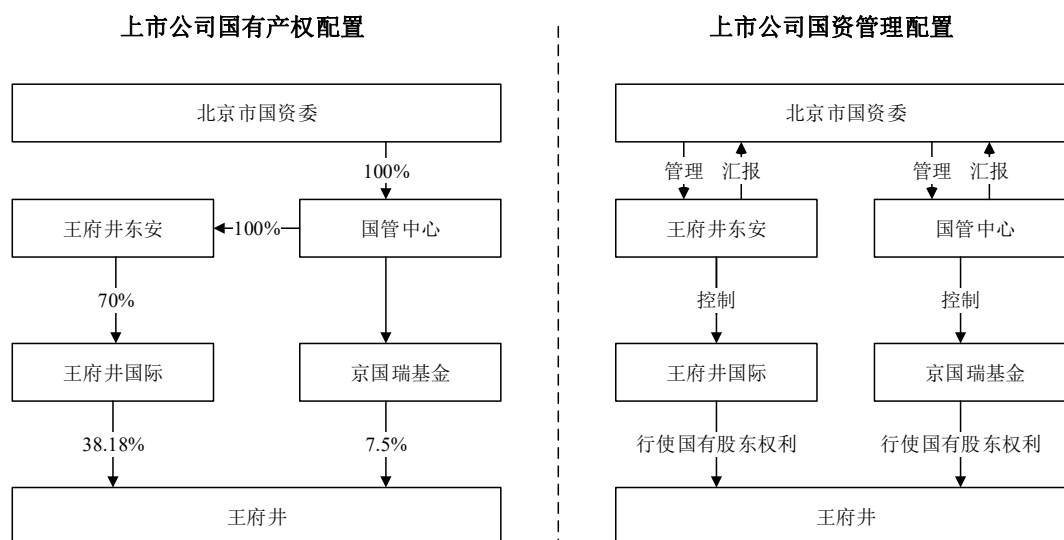 上市公司国有产权配置
北京市国资委
100%
王府井东安
100%
国管中心
70%
王府井国际
京国瑞基金
38.18%
7.5%
王府井
上市公司国资管理配置
北京市国资委
管理
汇报
管理
汇报
王府井东安
国管中心
控制
控制
王府井国际
京国瑞基金
行使国有股东权利
行使国有股东权利
王府井